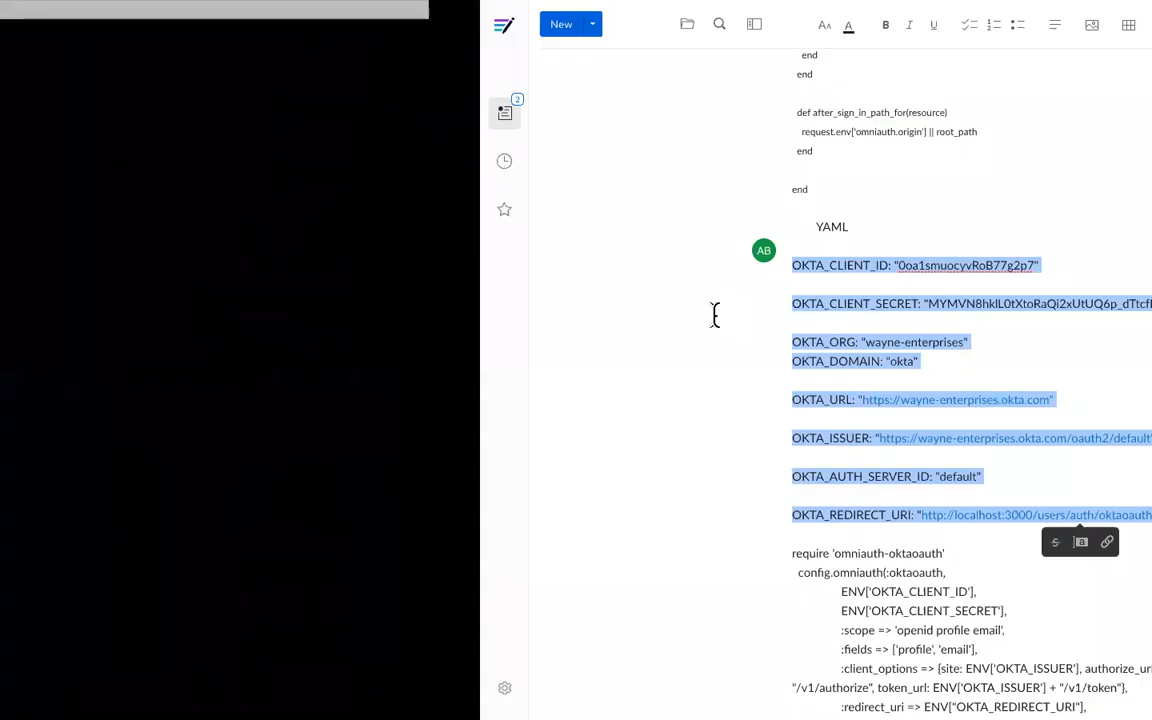 New
2
end
end
def after_sign_in_path_for(resource)
request.env['omniauth.origin'] || root_path
end
end
YAML
AB
OKTA_CLIENT_ID: "0oa1smuocyvRoB77g2p7"
OKTA_CLIENT_SECRET: "MYMVN8hklL0tXtoRaQi2xUtUQ6p_dTtcf
OKTA_ORG: "wayne-enterprises"
OKTA_DOMAIN: "okta"
OKTA_URL: "https://wayne-enterprises.okta.com"
OKTA_ISSUER: "https://wayne-enterprises.okta.com/oauth2/default"
OKTA_AUTH_SERVER_ID: "default"
OKTA_REDIRECT_URI: "http://localhost:3000/users/auth/oktaoauth
require 'omniauth-oktaoauth'
config.omniauth(:oktaoauth,
ENV['OKTA_CLIENT_ID'],
ENV['OKTA_CLIENT_SECRET'],
:scope => 'openid profile email',
:fields => ['profile', 'email'],
:client_options => {site: ENV['OKTA_ISSUER'], authorize_url
"/v1/authorize", token_url: ENV['OKTA_ISSUER'] + "/v1/token"},
:redirect_uri => ENV["OKTA_REDIRECT_URI"],